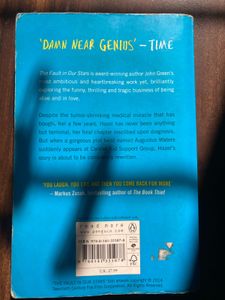 'DAMN NEAR GENIUS' – TIME
The Fault in Our Stars is award-winning author John Green's
most ambitious and heartbreaking work yet, brilliantly
exploring the funny, thrilling and tragic business of being
alive and in love.
Despite the tumor-shrinking medical miracle that has
bought her a few years, Hazel has never been anything
but terminal, her final chapter inscribed upon diagnosis.
But when a gorgeous plot twist named Augustus Waters
suddenly appears at Cancer Kid Support Group, Hazel's
story is about to be completely rewritten.
'YOU LAUGH, YOU CRY, AND THEN YOU COME BACK FOR MORE'
– Markus Zusak, bestselling author of The Book Thief
read more
www.penguin.com